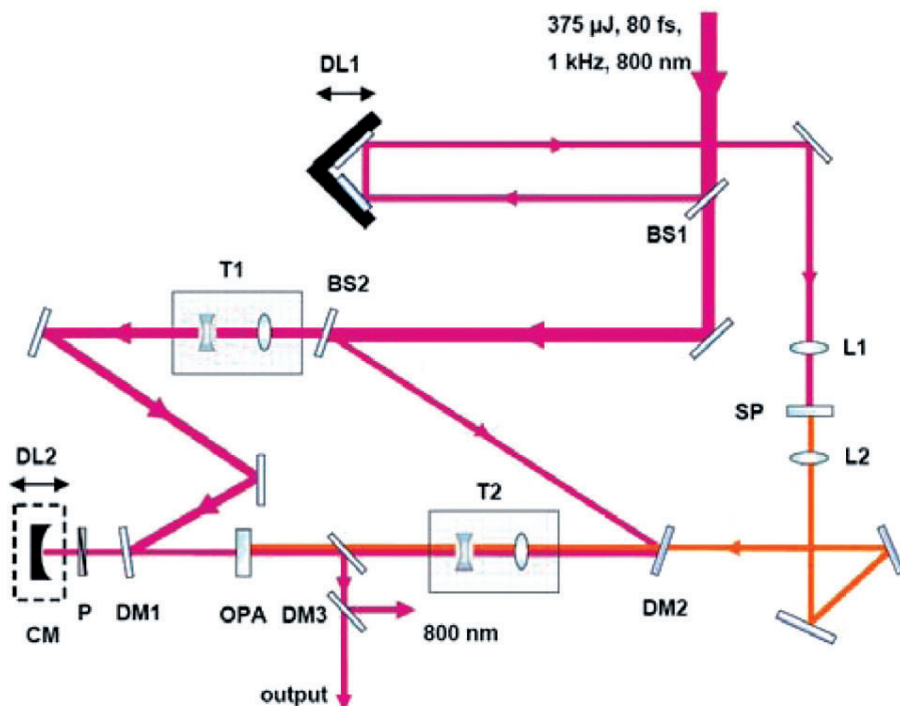 375 µJ, 80 fs,
1 kHz, 800 nm
DL1
BS1
T1
BS2
L1
SP
L2
DL2
T2
CM
P
DM1
OPA
DM3
DM2
800 nm
output